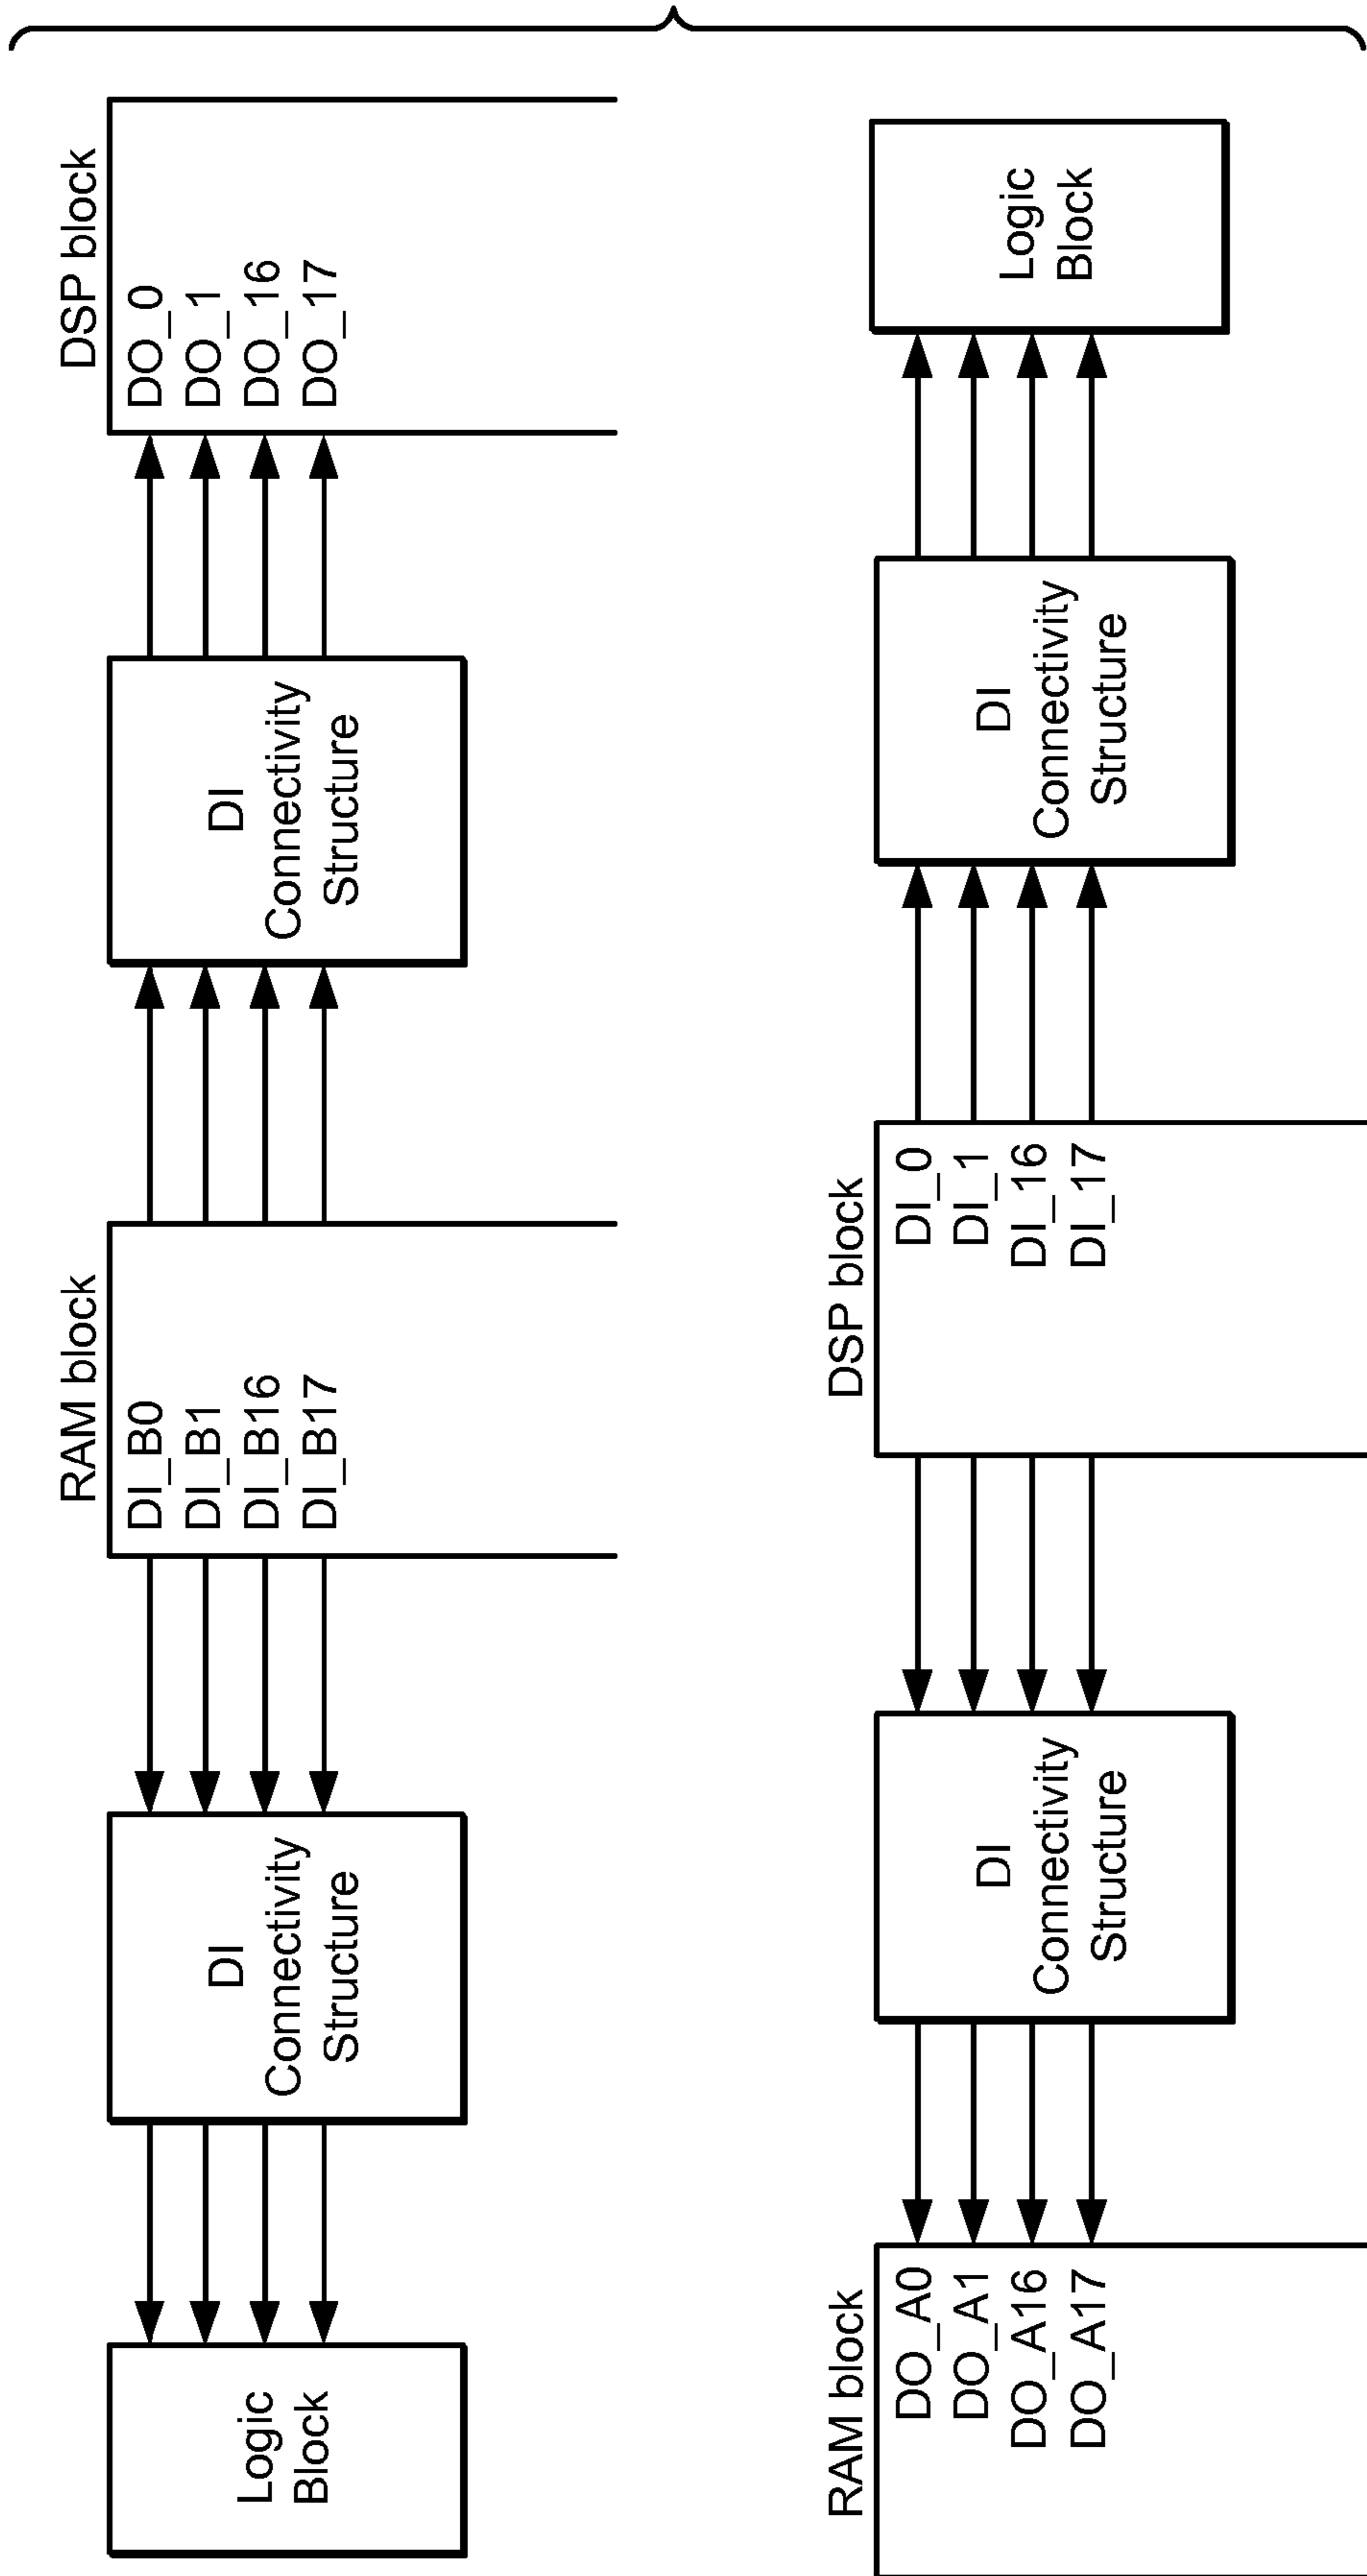 Logic
Block
DI
Connectivity
Structure
RAM block
DI_B0
DI_B1
DI_B16
DI_B17
DI
Connectivity
Structure
DSP block
DO_0
DO_1
DO_16
DO_17
RAM block
DO_A0
DO_A1
DO_A16
DO_A17
DI
Connectivity
Structure
DSP block
DI_0
DI_1
DI_16
DI_17
DI
Connectivity
Structure
Logic
Block